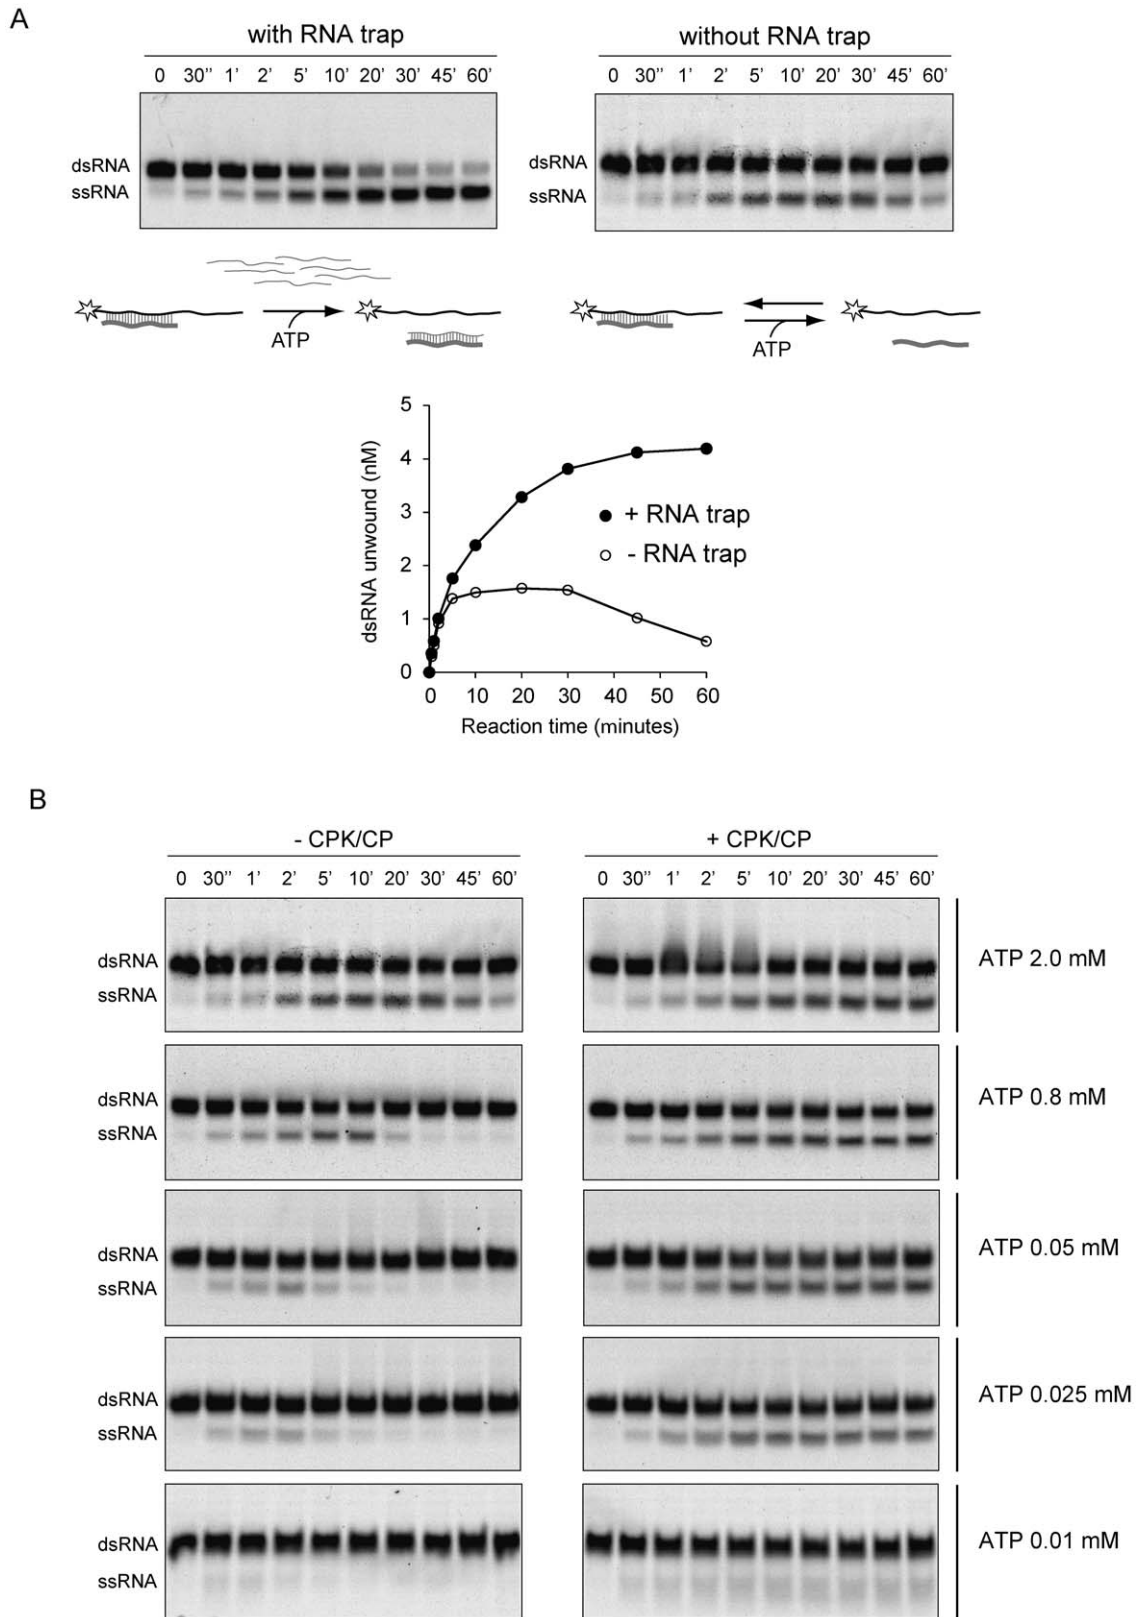 A
with RNA trap
without RNA trap
0 30'' 1' 2' 5' 10' 20' 30' 45' 60'
0 30'' 1' 2' 5' 10' 20' 30' 45' 60'
dsRNA
ssRNA
dsRNA
ssRNA
ATP
ATP
5
4
3
2
1
0
dsRNA unwound (nM)
+ RNA trap
- RNA trap
0 10 20 30 40 50 60
Reaction time (minutes)
B
- CPK/CP
+ CPK/CP
0 30'' 1' 2' 5' 10' 20' 30' 45' 60'
0 30'' 1' 2' 5' 10' 20' 30' 45' 60'
dsRNA
ssRNA
ATP 2.0 mM
dsRNA
ssRNA
ATP 0.8 mM
dsRNA
ssRNA
ATP 0.05 mM
dsRNA
ssRNA
ATP 0.025 mM
dsRNA
ssRNA
ATP 0.01 mM